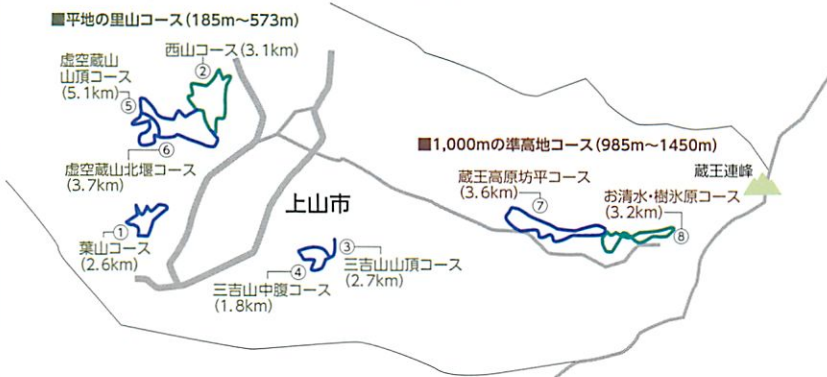 ■平地の里山コース(185m〜573m)
西山コース(3.1km)
②
虚空蔵山
山頂コース
(5.1km)
⑤
⑥
虚空蔵山北堰コース
(3.7km)
①
葉山コース
(2.6km)
上山市
③
三吉山山頂コース
(2.7km)
④
三吉山中腹コース
(1.8km)
■1,000mの準高地コース(985m〜1450m)
蔵王連峰
蔵王高原坊平コース
(3.6km)
⑦
お清水・樹氷原コース
(3.2km)
⑧